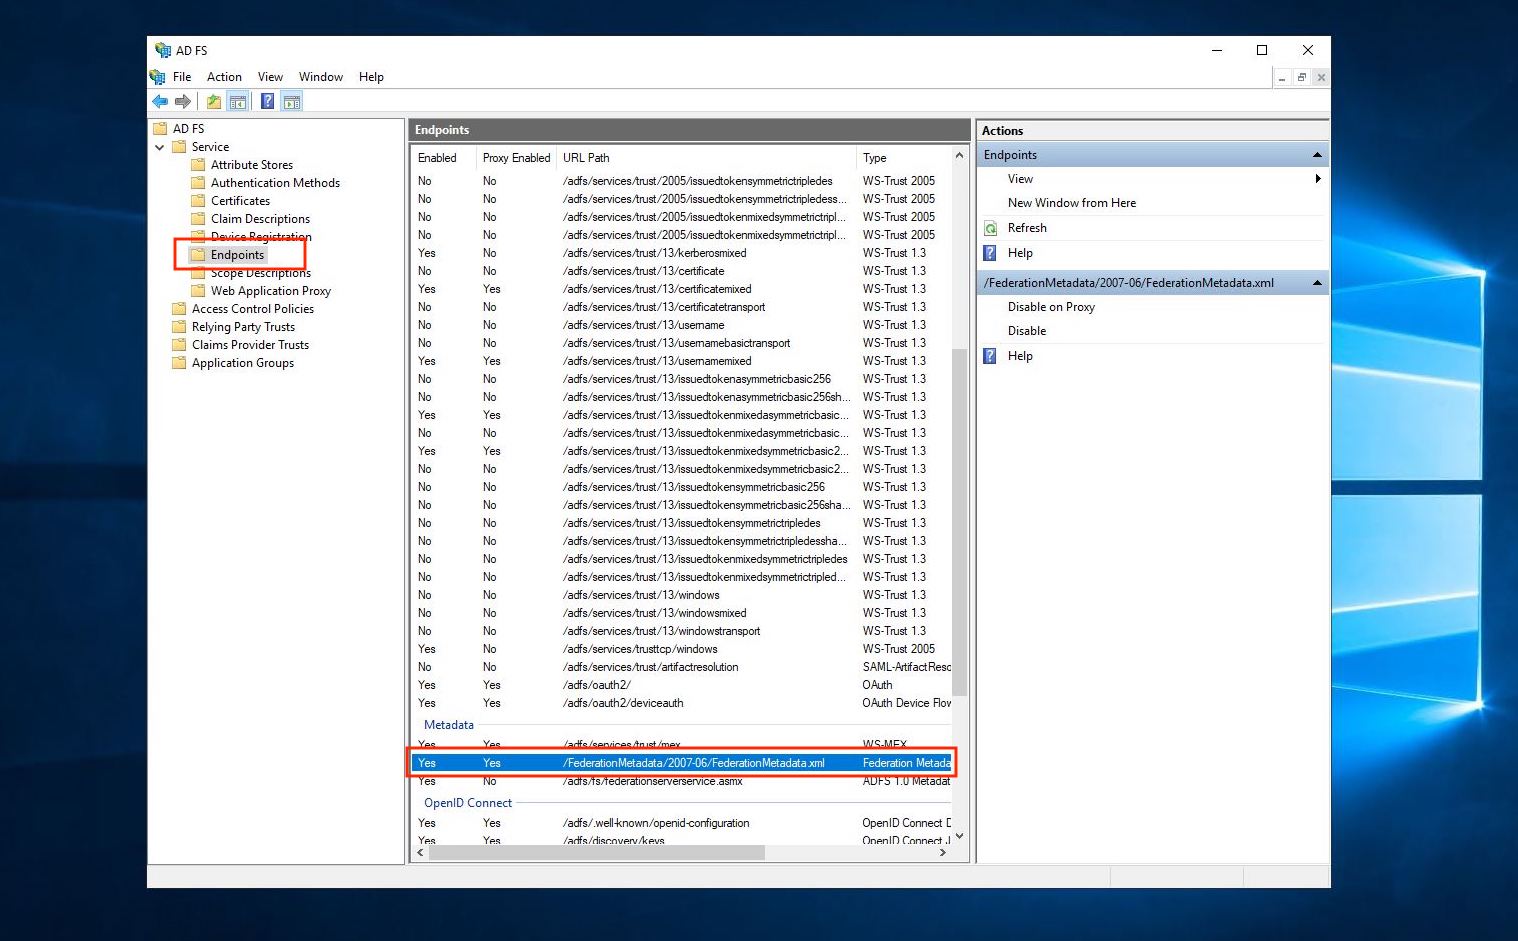 AD FS
File Action View Window Help
AD FS
Service
Attribute Stores
Authentication Methods
Certificates
Claim Descriptions
Device Registration
Endpoints
Scope Descriptions
Web Application Proxy
Access Control Policies
Relying Party Trusts
Claims Provider Trusts
Application Groups
Endpoints
Enabled Proxy Enabled URL Path Type
No No /adfs/services/trust/2005/issuedtokensymmetrictripledes WS-Trust 2005
No No /adfs/services/trust/2005/issuedtokensymmetrictripledess... WS-Trust 2005
No No /adfs/services/trust/2005/issuedtokenmixedsymmetrictripl... WS-Trust 2005
No No /adfs/services/trust/2005/issuedtokenmixedsymmetrictripl... WS-Trust 2005
Yes No /adfs/services/trust/13/kerberosmixed WS-Trust 1.3
No No /adfs/services/trust/13/certificate WS-Trust 1.3
Yes Yes /adfs/services/trust/13/certificatemixed WS-Trust 1.3
No No /adfs/services/trust/13/certificatetransport WS-Trust 1.3
No No /adfs/services/trust/13/username WS-Trust 1.3
No No /adfs/services/trust/13/usernamebasictransport WS-Trust 1.3
Yes Yes /adfs/services/trust/13/usernamemixed WS-Trust 1.3
No No /adfs/services/trust/13/issuedtokenasymmetricbasic256 WS-Trust 1.3
No No /adfs/services/trust/13/issuedtokenasymmetricbasic256sh... WS-Trust 1.3
Yes Yes /adfs/services/trust/13/issuedtokenmixedasymmetricbasic... WS-Trust 1.3
No No /adfs/services/trust/13/issuedtokenmixedasymmetricbasic... WS-Trust 1.3
Yes Yes /adfs/services/trust/13/issuedtokenmixedsymmetricbasic2... WS-Trust 1.3
No No /adfs/services/trust/13/issuedtokenmixedsymmetricbasic2... WS-Trust 1.3
No No /adfs/services/trust/13/issuedtokensymmetricbasic256 WS-Trust 1.3
No No /adfs/services/trust/13/issuedtokensymmetricbasic256sha... WS-Trust 1.3
No No /adfs/services/trust/13/issuedtokensymmetrictripledes WS-Trust 1.3
No No /adfs/services/trust/13/issuedtokensymmetrictripledessha... WS-Trust 1.3
No No /adfs/services/trust/13/issuedtokenmixedsymmetrictripledes WS-Trust 1.3
No No /adfs/services/trust/13/issuedtokenmixedsymmetrictripled... WS-Trust 1.3
No No /adfs/services/trust/13/windows WS-Trust 1.3
No No /adfs/services/trust/13/windowsmixed WS-Trust 1.3
No No /adfs/services/trust/13/windowstransport WS-Trust 1.3
Yes No /adfs/services/trusttcp/windows WS-Trust 2005
No No /adfs/services/trust/artifactresolution SAML-ArtifactReso
Yes Yes /adfs/oauth2/ OAuth
Yes Yes /adfs/oauth2/deviceauth OAuth Device Flow
Metadata
Yes Yes /adfs/services/trust/mex WS-MEX
Yes Yes /FederationMetadata/2007-06/FederationMetadata.xml Federation Metada
Yes No /adfs/fs/federationserverservice.asmx ADFS 1.0 Metadat
OpenID Connect
Yes Yes /adfs/.well-known/openid-configuration OpenID Connect D
Yes Yes /adfs/discovery/keys OpenID Connect J
Actions
Endpoints
View
New Window from Here
Refresh
Help
/FederationMetadata/2007-06/FederationMetadata.xml
Disable on Proxy
Disable
Help